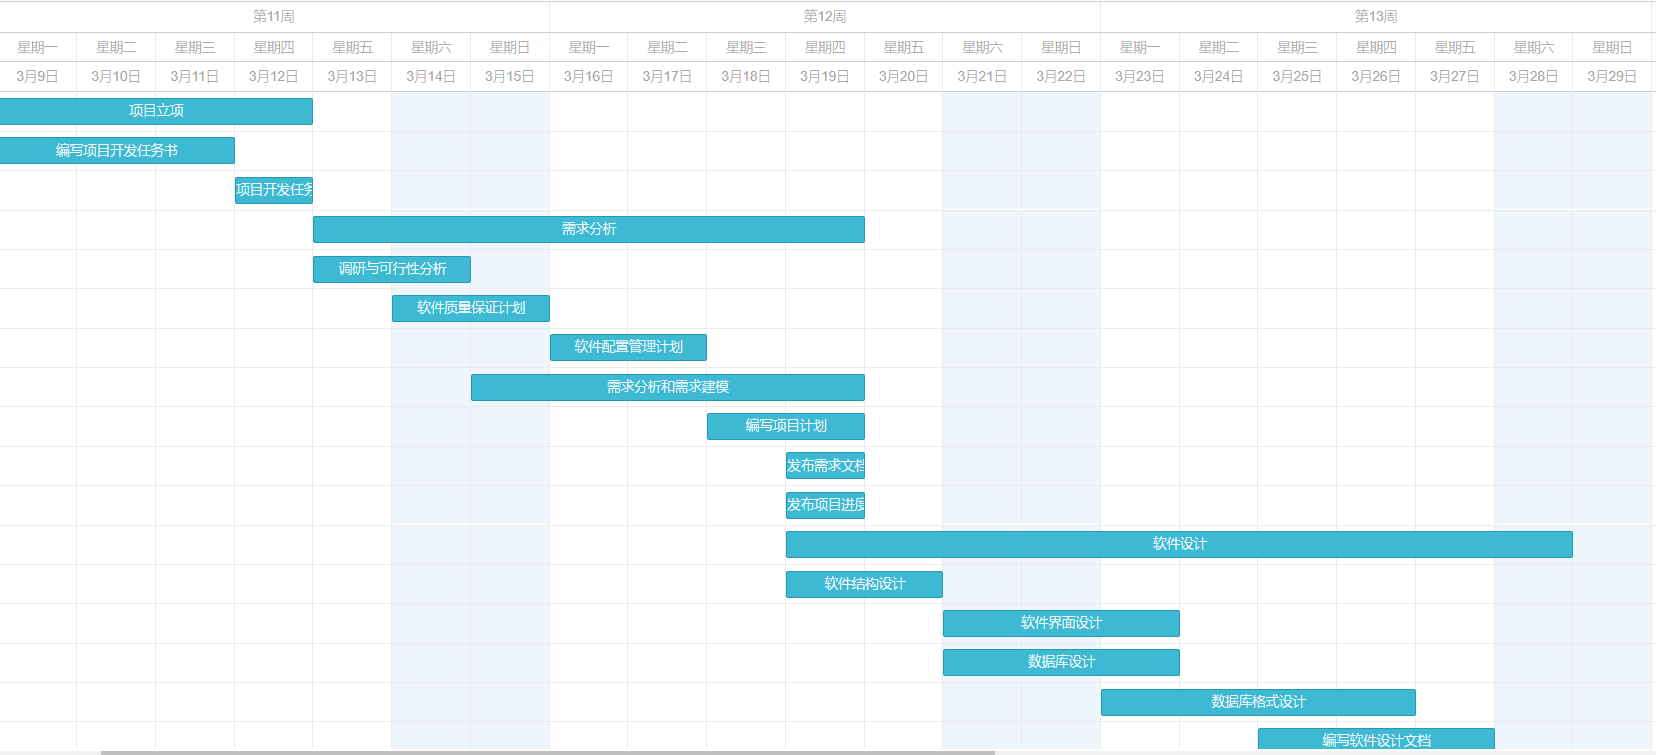 第11周 第12周 第13周
星期一 星期二 星期三 星期四 星期五 星期六 星期日 星期一 星期二 星期三 星期四 星期五 星期六 星期日 星期一 星期二 星期三 星期四 星期五 星期六 星期日
3月9日 3月10日 3月11日 3月12日 3月13日 3月14日 3月15日 3月16日 3月17日 3月18日 3月19日 3月20日 3月21日 3月22日 3月23日 3月24日 3月25日 3月26日 3月27日 3月28日 3月29日
项目立项
编写项目开发任务书
项目开发任务
需求分析
调研与可行性分析
软件质量保证计划
软件配置管理计划
需求分析和需求建模
编写项目计划
发布需求文档
发布项目进度
软件设计
软件结构设计
软件界面设计
数据库设计
数据库格式设计
编写软件设计文档